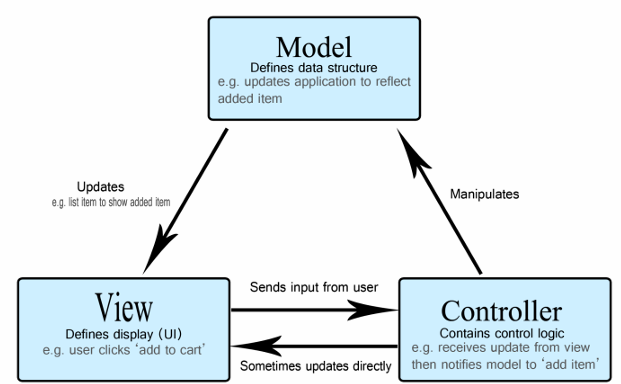 Model
Defines data structure
e.g. updates application to reflect
added item
Updates
e.g. list item to show added item
Manipulates
View
Defines display (UI)
e.g. user clicks ‘add to cart’
Sends input from user
Sometimes updates directly
Controller
Contains control logic
e.g. receives update from view
then notifies model to ‘add item’